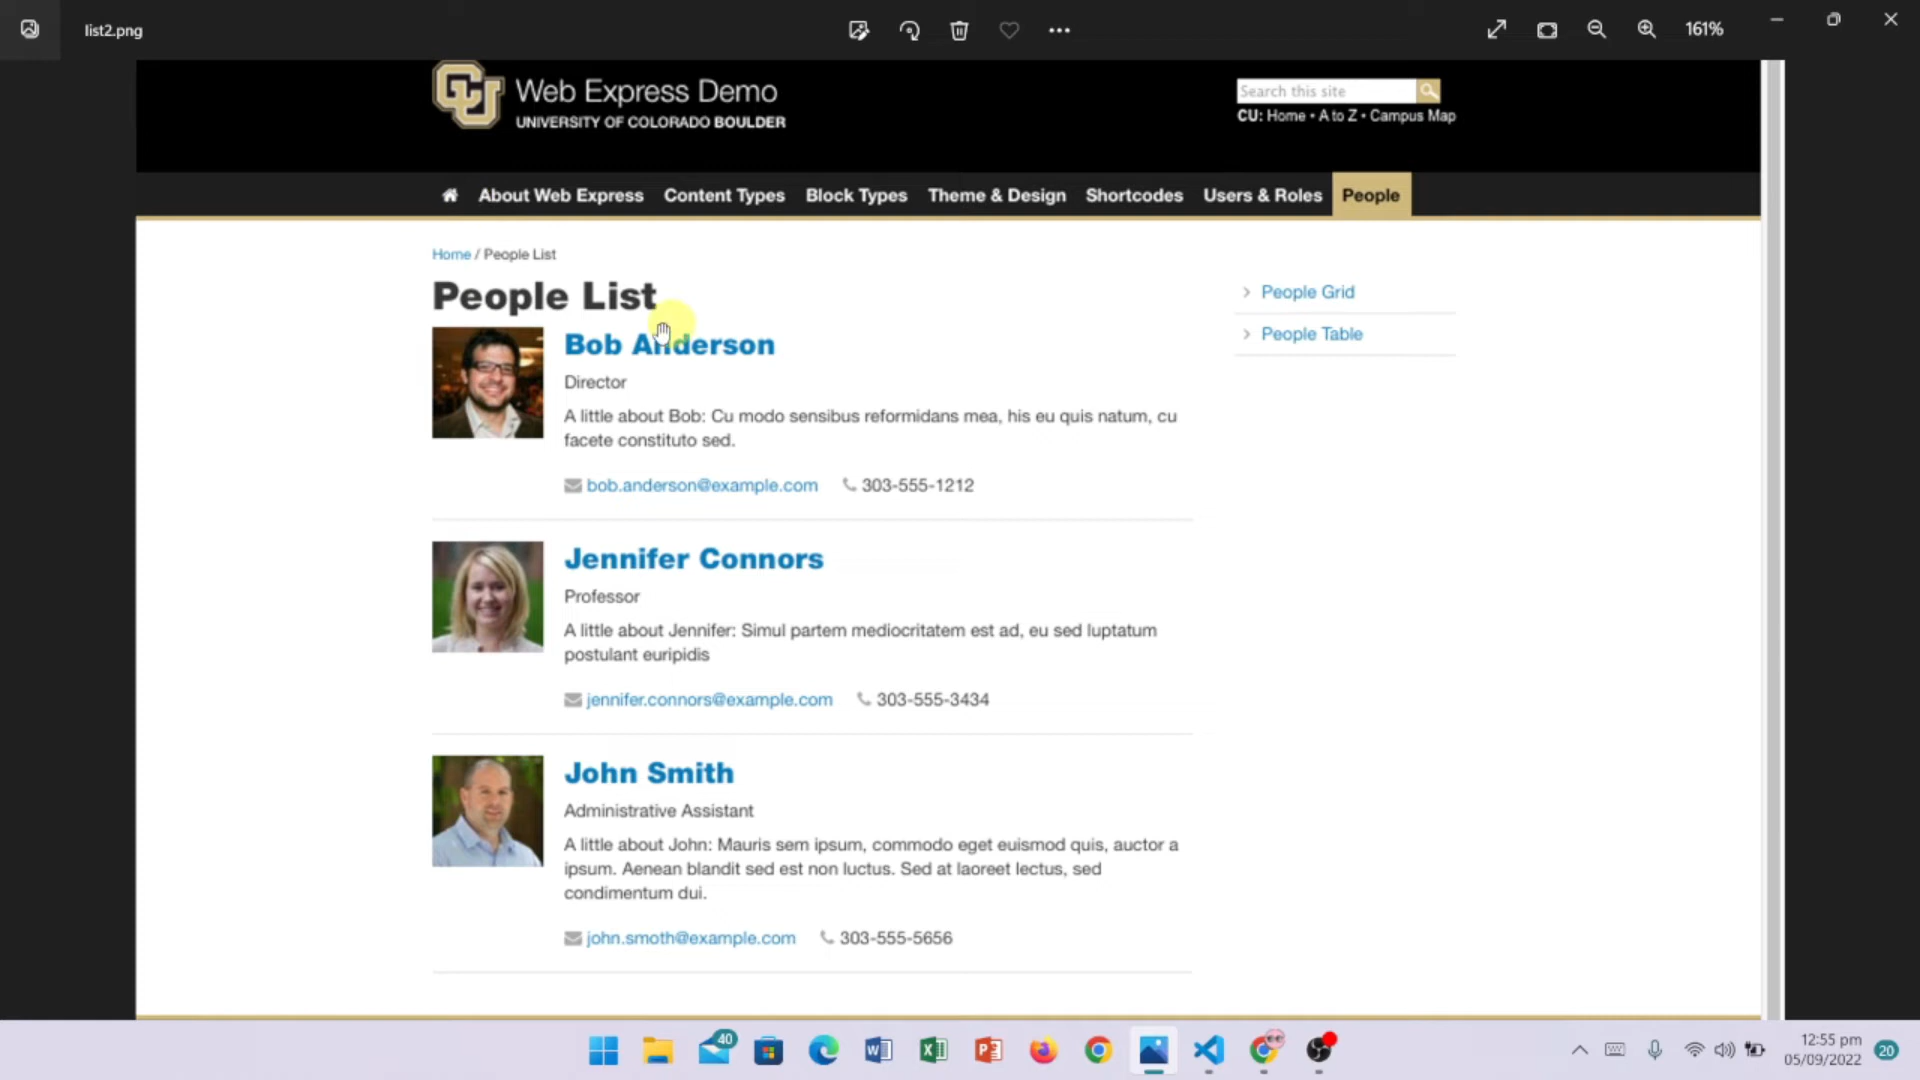 list2.png
161%
CU
Web Express Demo
UNIVERSITY OF COLORADO BOULDER
Search this site
CU: Home • A to Z • Campus Map
About Web Express Content Types Block Types Theme & Design Shortcodes Users & Roles People
Home / People List
People List
People Grid
People Table
Bob Anderson
Director
A little about Bob: Cu modo sensibus reformidans mea, his eu quis natum, cu
facete constituto sed.
bob.anderson@example.com 303-555-1212
Jennifer Connors
Professor
A little about Jennifer: Simul partem mediocritatem est ad, eu sed luptatum
postulant euripidis
jennifer.connors@example.com 303-555-3434
John Smith
Administrative Assistant
A little about John: Mauris sem ipsum, commodo eget euismod quis, auctor a
ipsum. Aenean blandit sed est non luctus. Sed at laoreet lectus, sed
condimentum dui.
john.smoth@example.com 303-555-5656
40
12:55 pm
05/09/2022
20